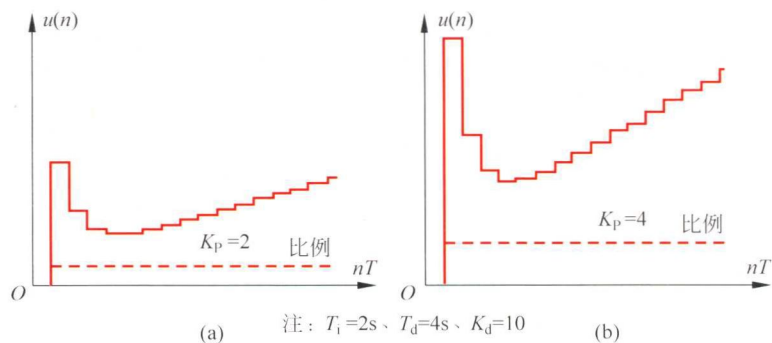 u(n)
K_P=2 比例
nT
O
(a)
u(n)
K_P=4 比例
nT
O
(b)
注：T_i=2s、T_d=4s、K_d=10